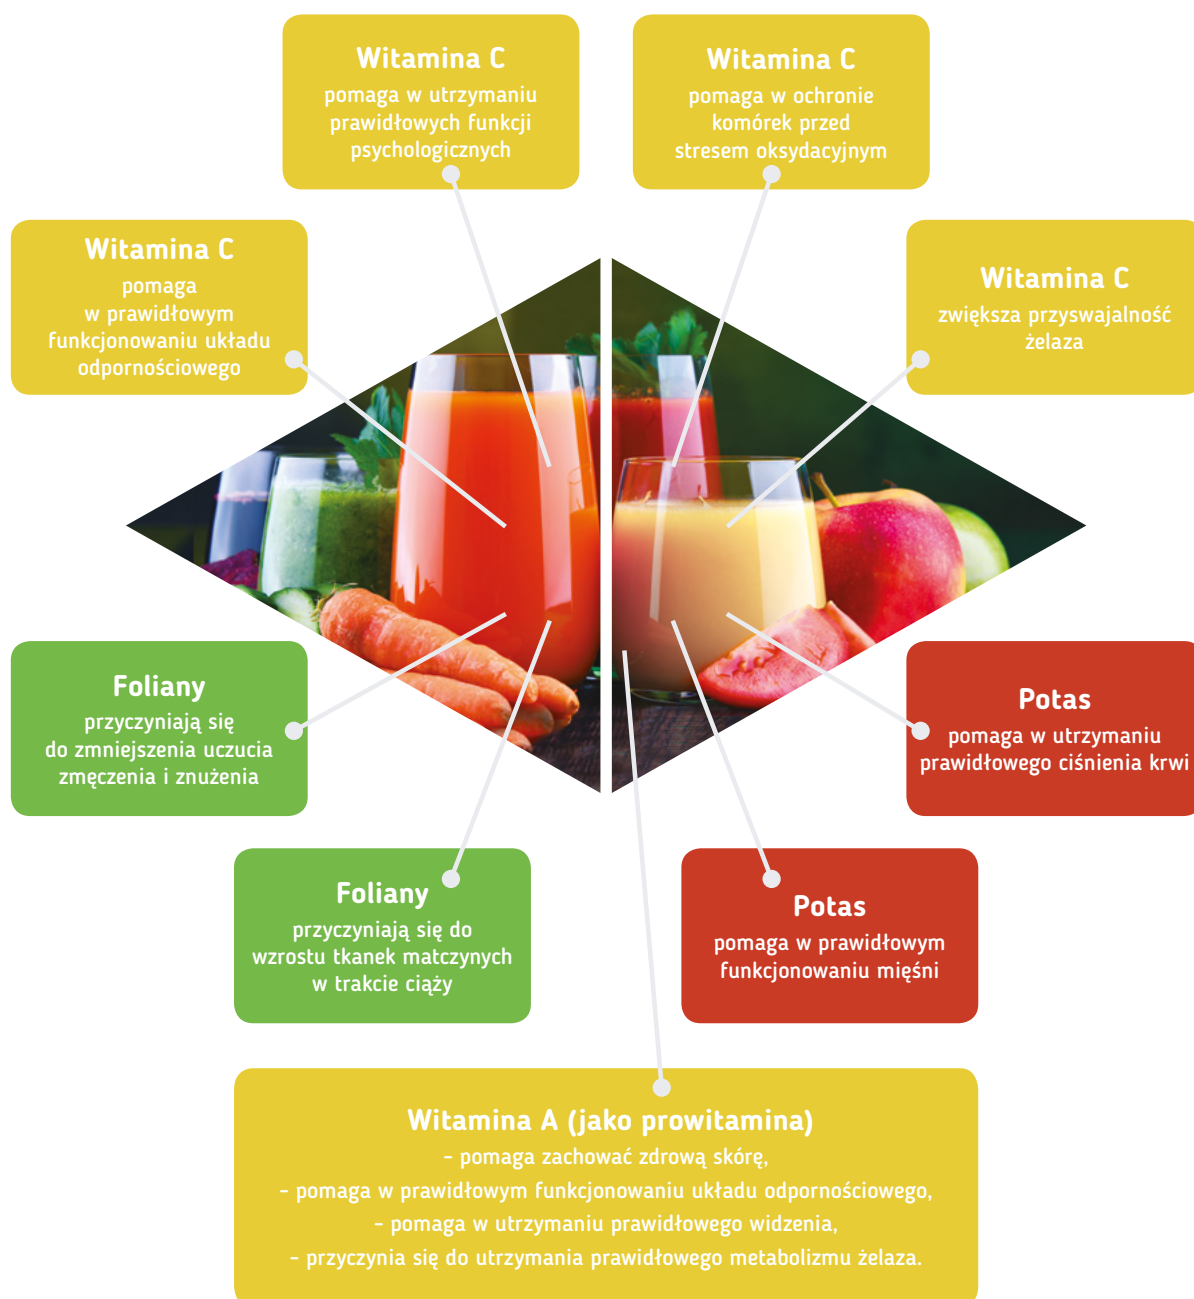 Witamina C
pomaga w utrzymaniu
prawidłowych funkcji
psychologicznych
Witamina C
pomaga w ochronie
komórek przed
stresem oksydacyjnym
Witamina C
pomaga
w prawidłowym
funkcjonowaniu układu
odpornościowego
Witamina C
zwiększa przyswajalność
żelaza
Foliany
przyczyniają się
do zmniejszenia uczucia
zmęczenia i znużenia
Potas
pomaga w utrzymaniu
prawidłowego ciśnienia krwi
Foliany
przyczyniają się do
wzrostu tkanek matczynych
w trakcie ciąży
Potas
pomaga w prawidłowym
funkcjonowaniu mięśni
Witamina A (jako prowitamina)
– pomaga zachować zdrową skórę,
– pomaga w prawidłowym funkcjonowaniu układu odpornościowego,
– pomaga w utrzymaniu prawidłowego widzenia,
– przyczynia się do utrzymania prawidłowego metabolizmu żelaza.